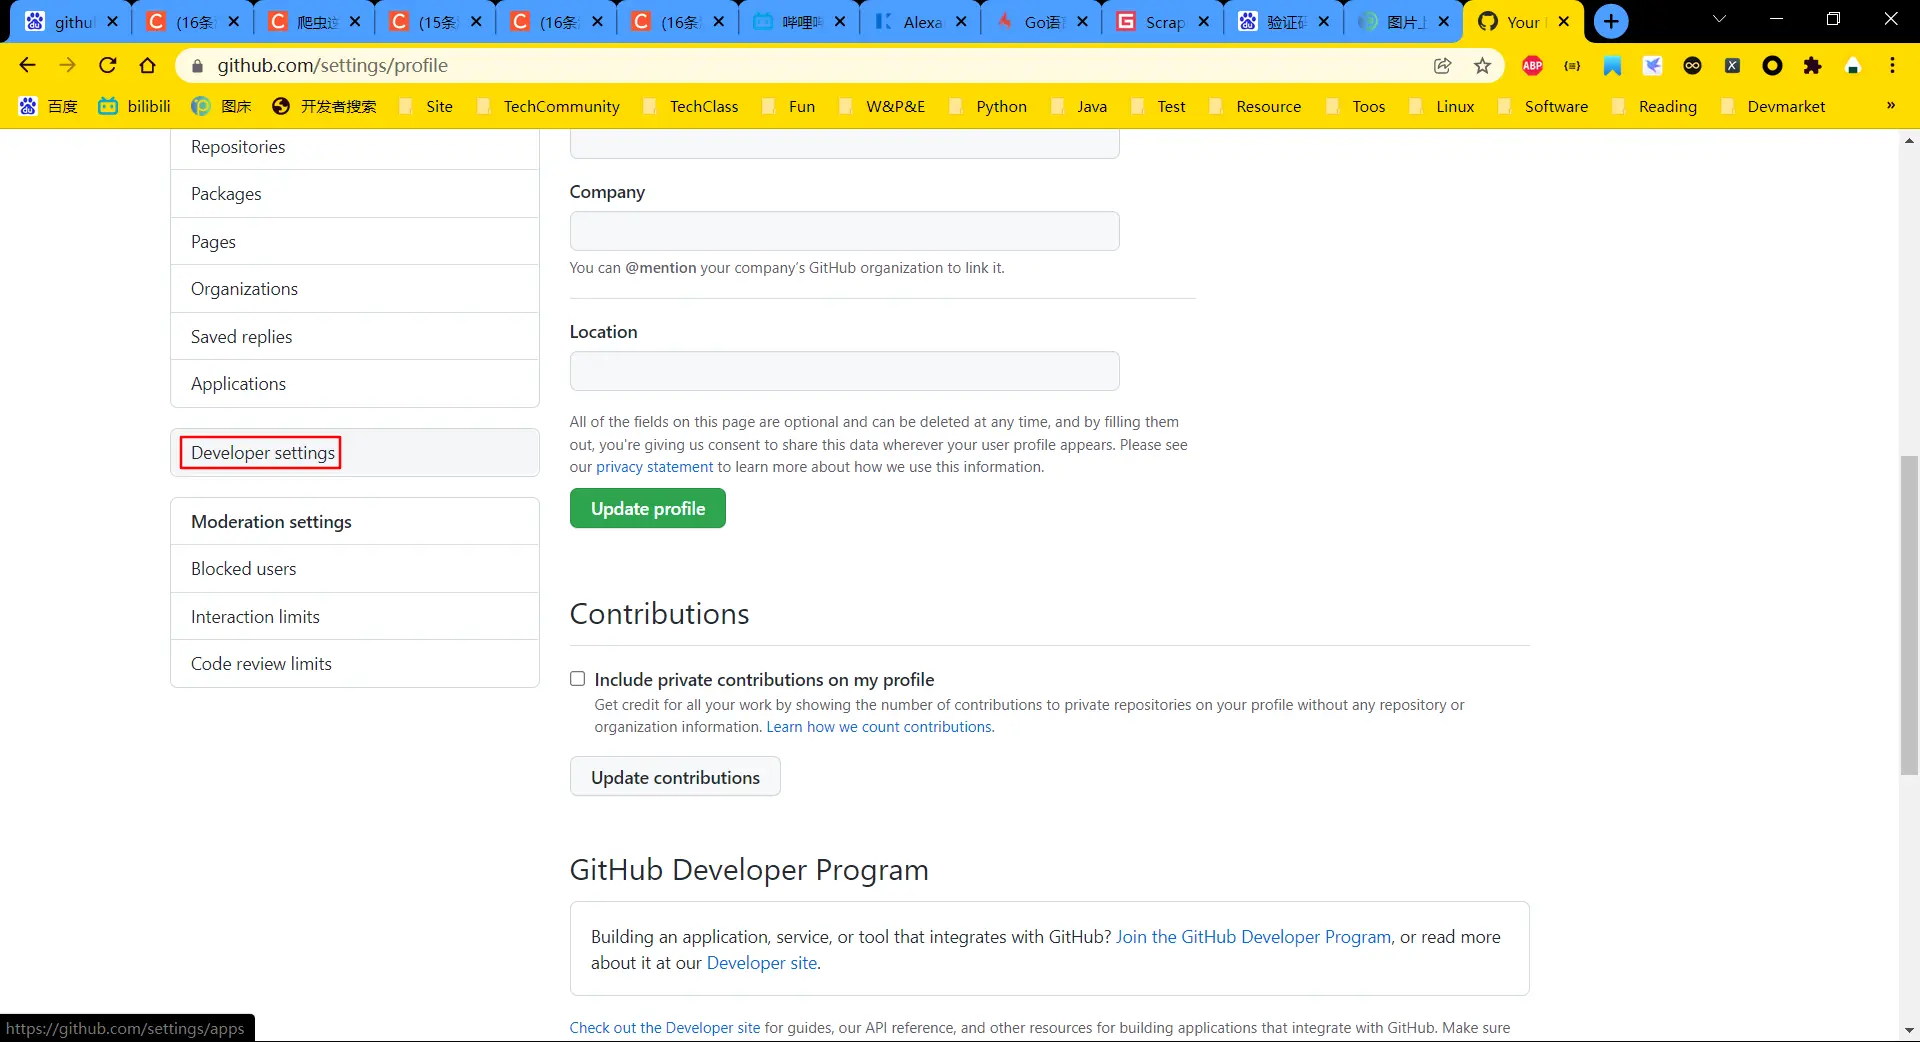 githu
(16条
爬虫
(15条
(16条
(16条
哔哩
Alexa
Go语
Scrap
验证
图片
Your
github.com/settings/profile
ABP
百度 bilibili 图床 开发者搜索 Site TechCommunity TechClass Fun W&P&E Python Java Test Resource Toos Linux Software Reading Devmarket »
Repositories
Packages
Pages
Organizations
Saved replies
Applications
Developer settings
Moderation settings
Blocked users
Interaction limits
Code review limits
Company
You can @mention your company's GitHub organization to link it.
Location
All of the fields on this page are optional and can be deleted at any time, and by filling them
out, you're giving us consent to share this data wherever your user profile appears. Please see
our privacy statement to learn more about how we use this information.
Update profile
Contributions
Include private contributions on my profile
Get credit for all your work by showing the number of contributions to private repositories on your profile without any repository or
organization information. Learn how we count contributions.
Update contributions
GitHub Developer Program
Building an application, service, or tool that integrates with GitHub? Join the GitHub Developer Program, or read more
about it at our Developer site.
Check out the Developer site for guides, our API reference, and other resources for building applications that integrate with GitHub. Make sure
https://github.com/settings/apps